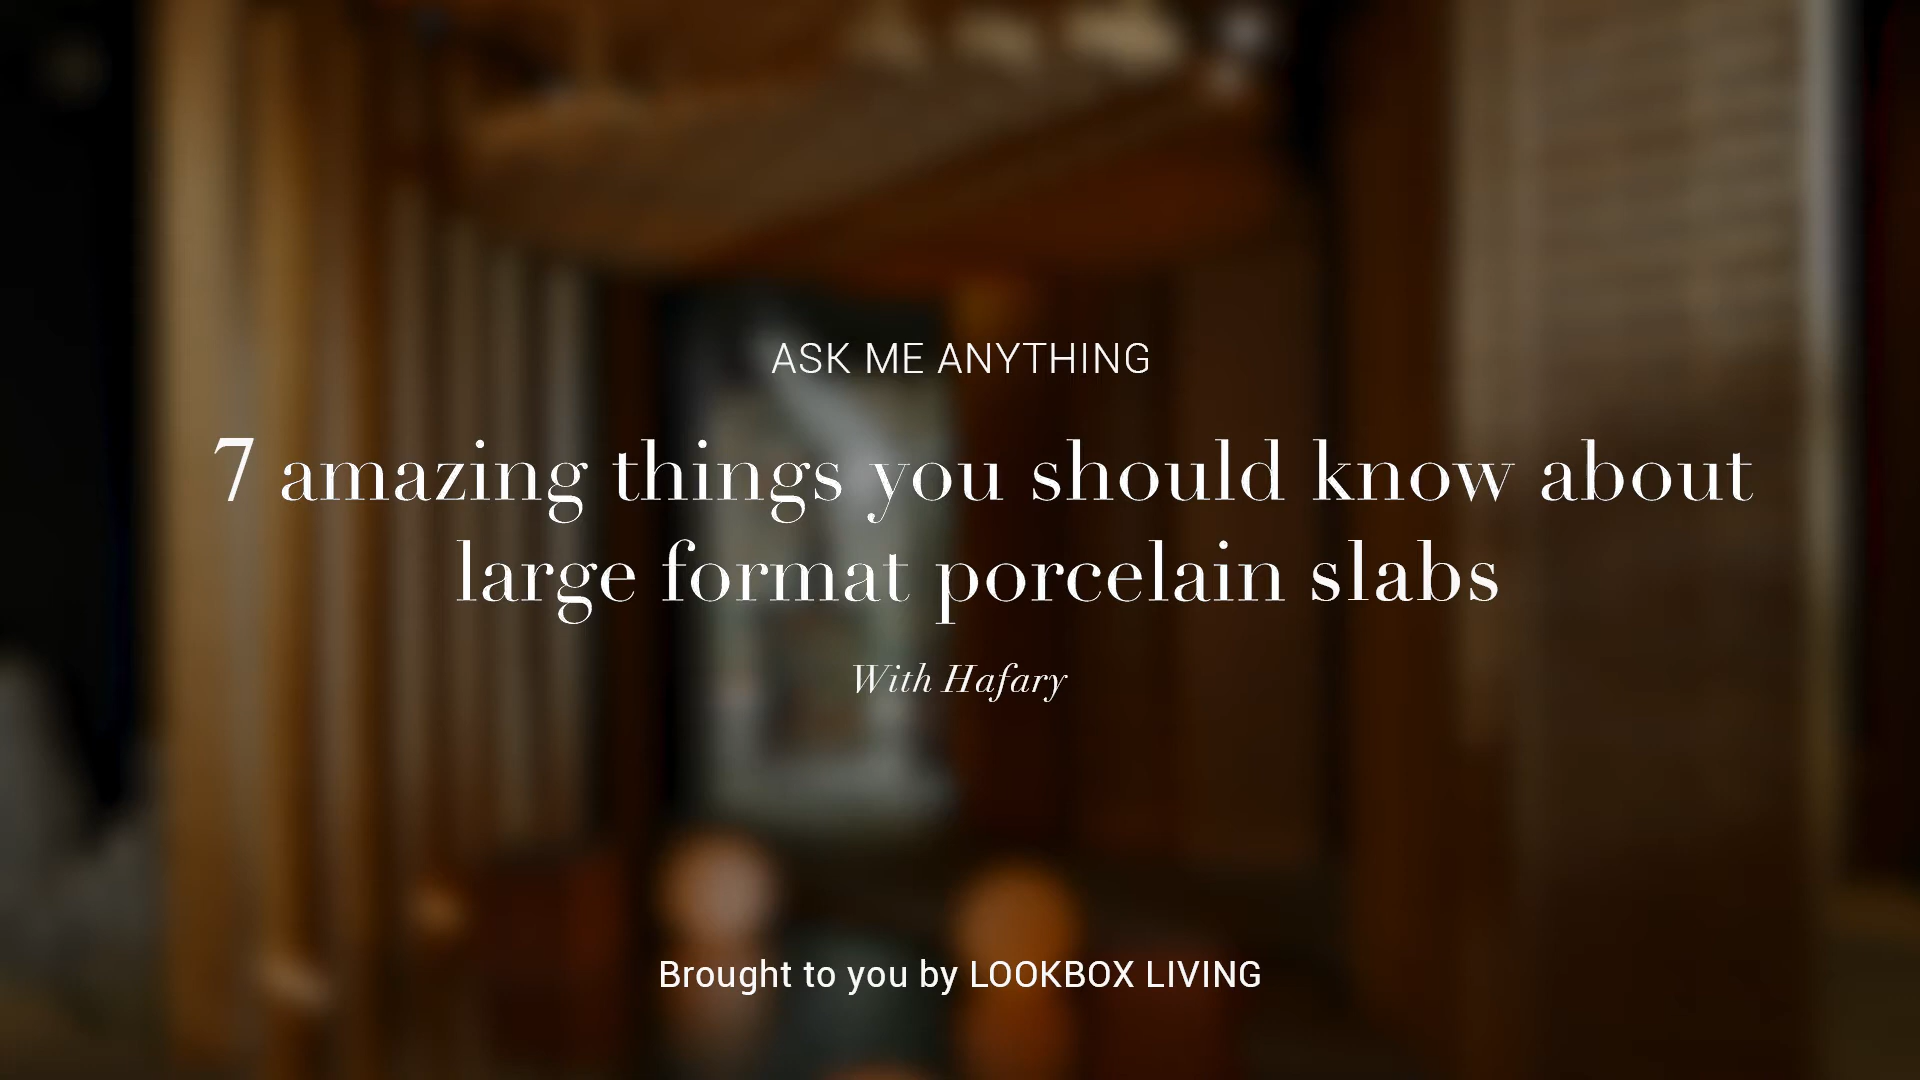 ASK ME ANYTHING
7 amazing things you should know about
large format porcelain slabs
With Hafary
Brought to you by LOOKBOX LIVING